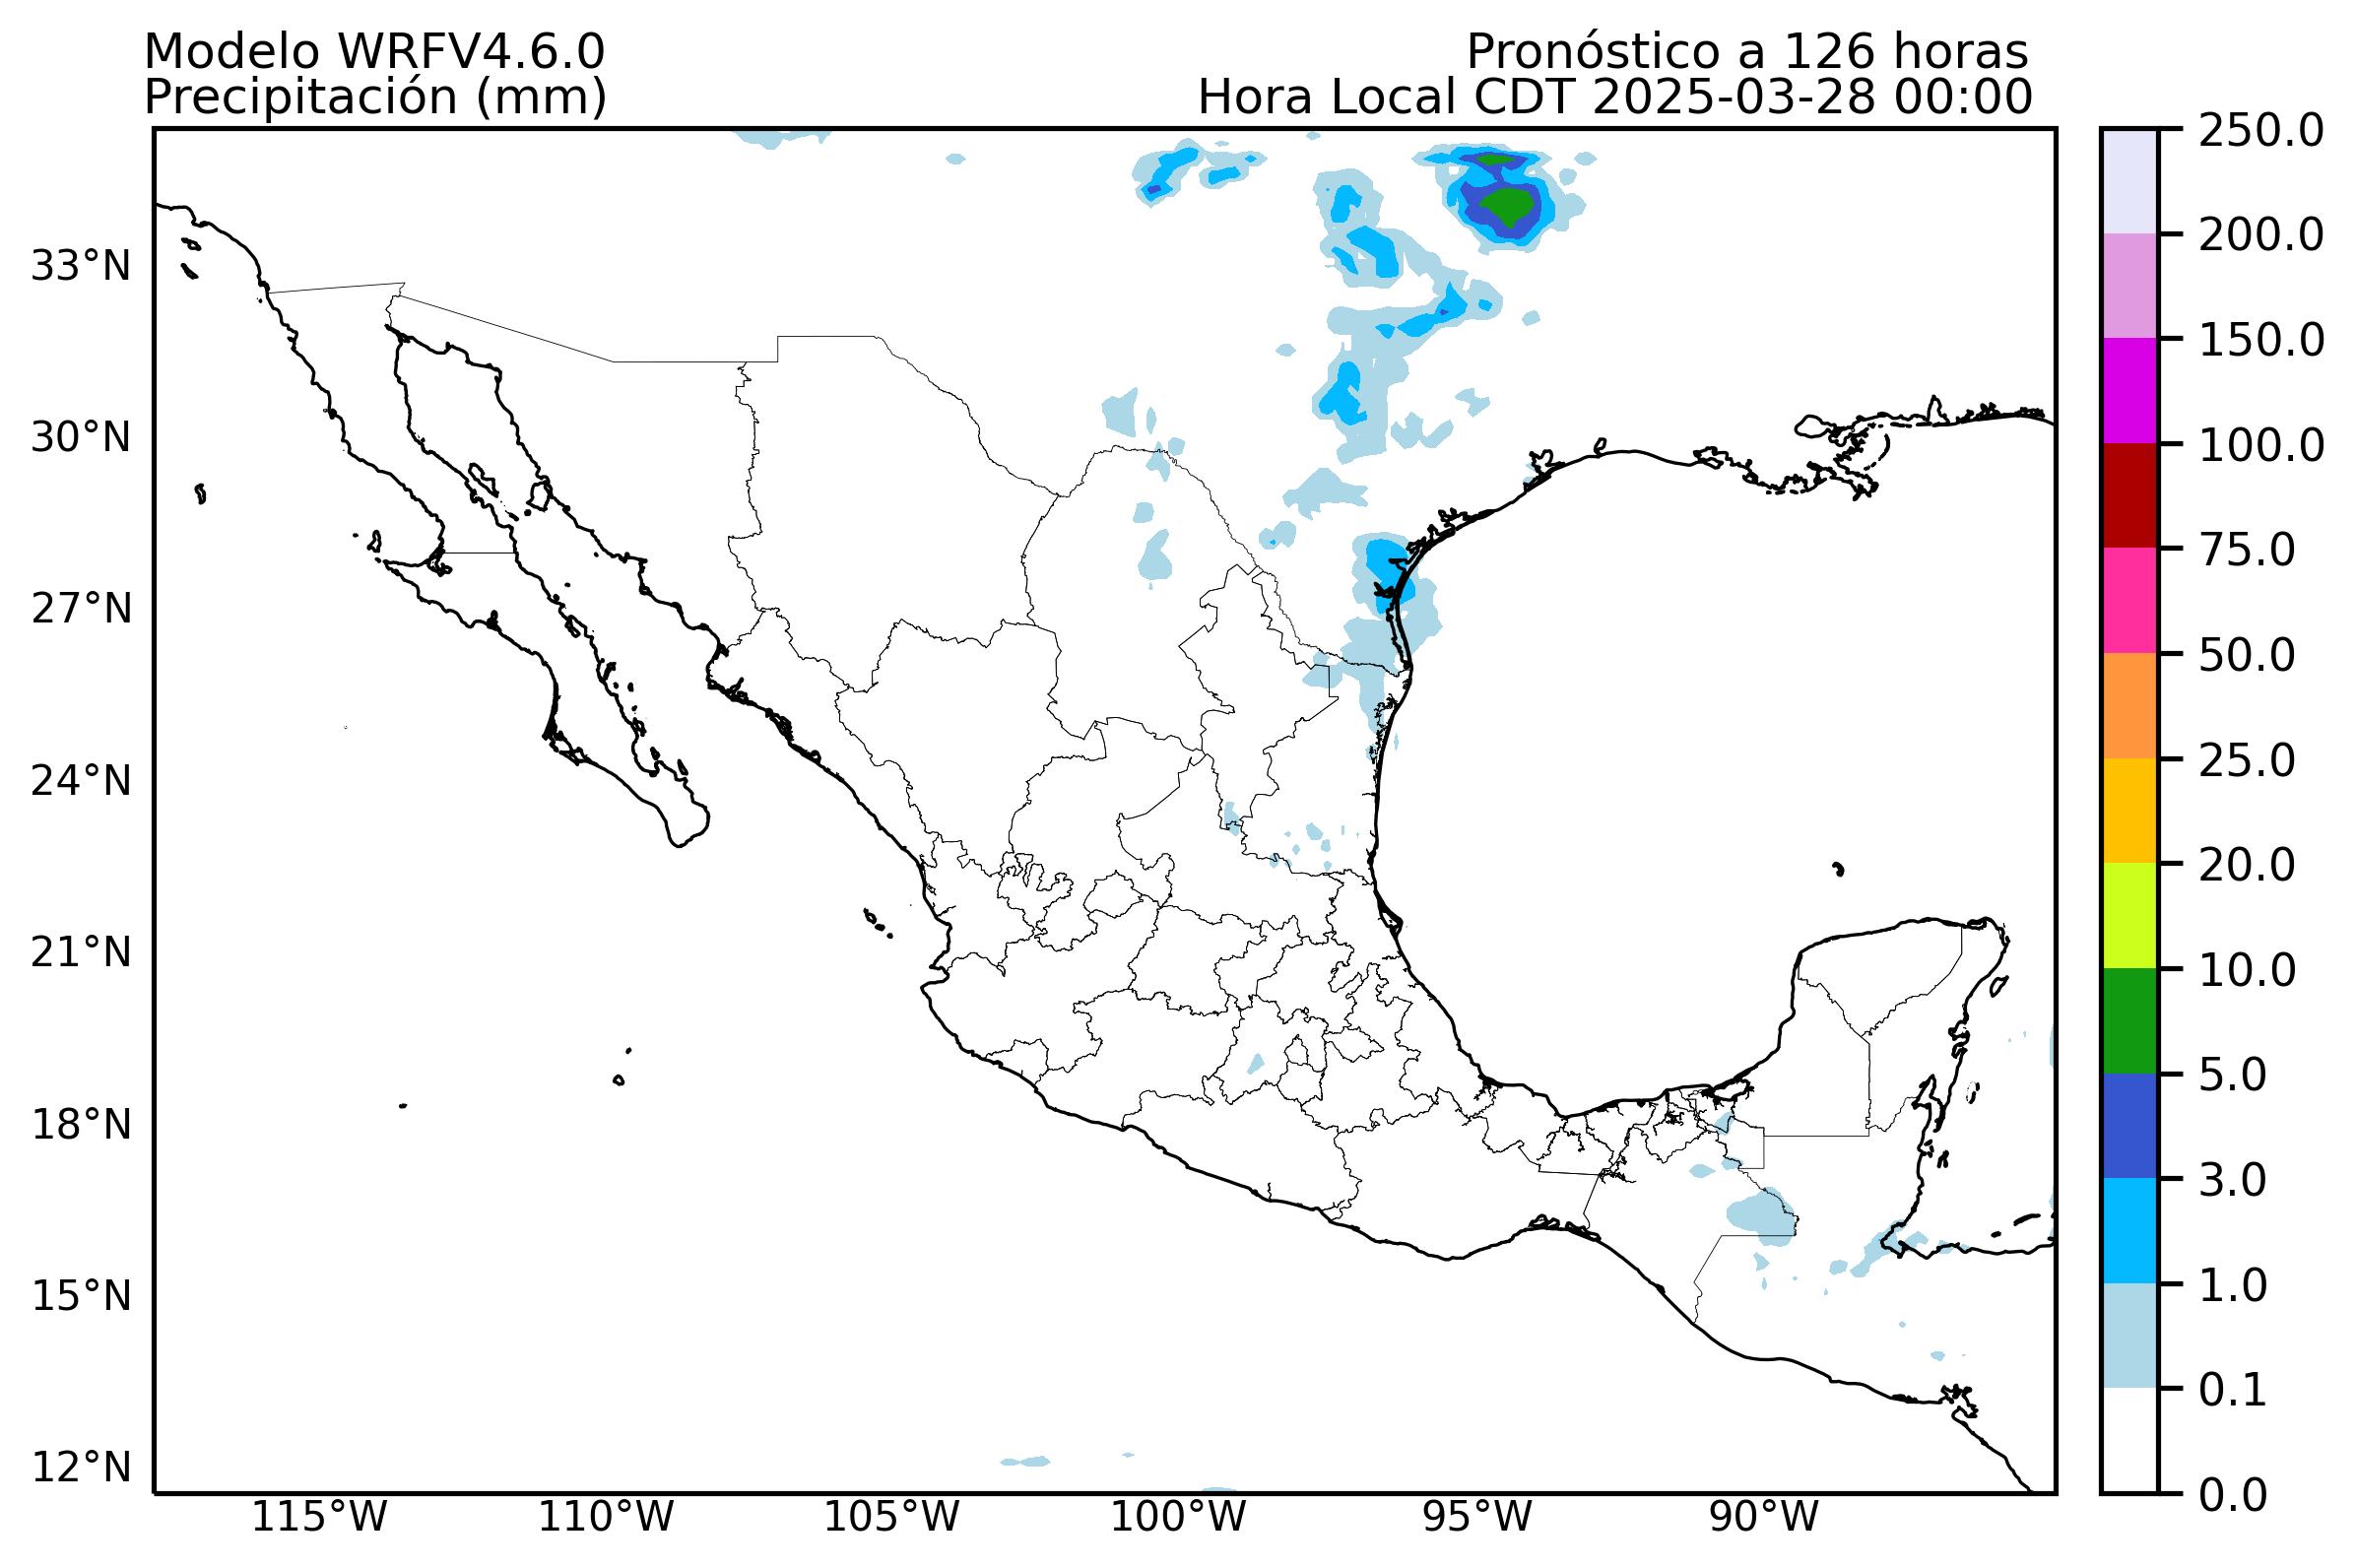 Modelo WRFV4.6.0
Precipitación (mm)
Pronóstico a 126 horas
Hora Local CDT 2025-03-28 00:00
33°N
30°N
27°N
24°N
21°N
18°N
15°N
12°N
115°W
110°W
105°W
100°W
95°W
90°W
250.0
200.0
150.0
100.0
75.0
50.0
25.0
20.0
10.0
5.0
3.0
1.0
0.1
0.0